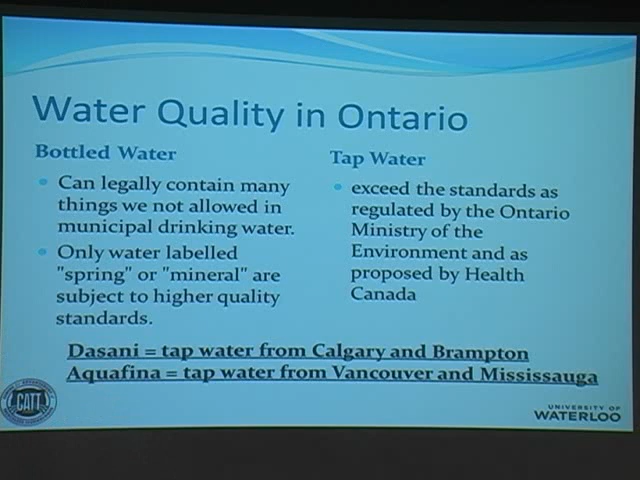 Water Quality in Ontario
Bottled Water
Can legally contain many
things we not allowed in
municipal drinking water.
Only water labelled
"spring" or "mineral" are
subject to higher quality
standards.
Tap Water
exceed the standards as
regulated by the Ontario
Ministry of the
Environment and as
proposed by Health
Canada
Dasani = tap water from Calgary and Brampton
Aquafina = tap water from Vancouver and Mississauga
CATT
UNIVERSITY OF
WATERLOO